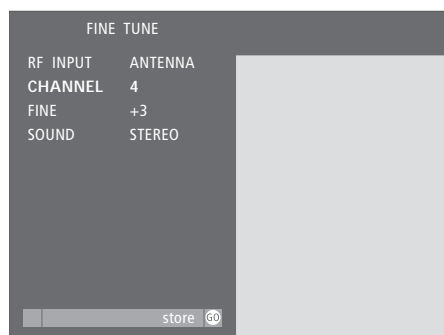 FINE TUNE
RF INPUT ANTENNA
CHANNEL 4
FINE +3
SOUND STEREO
store GO